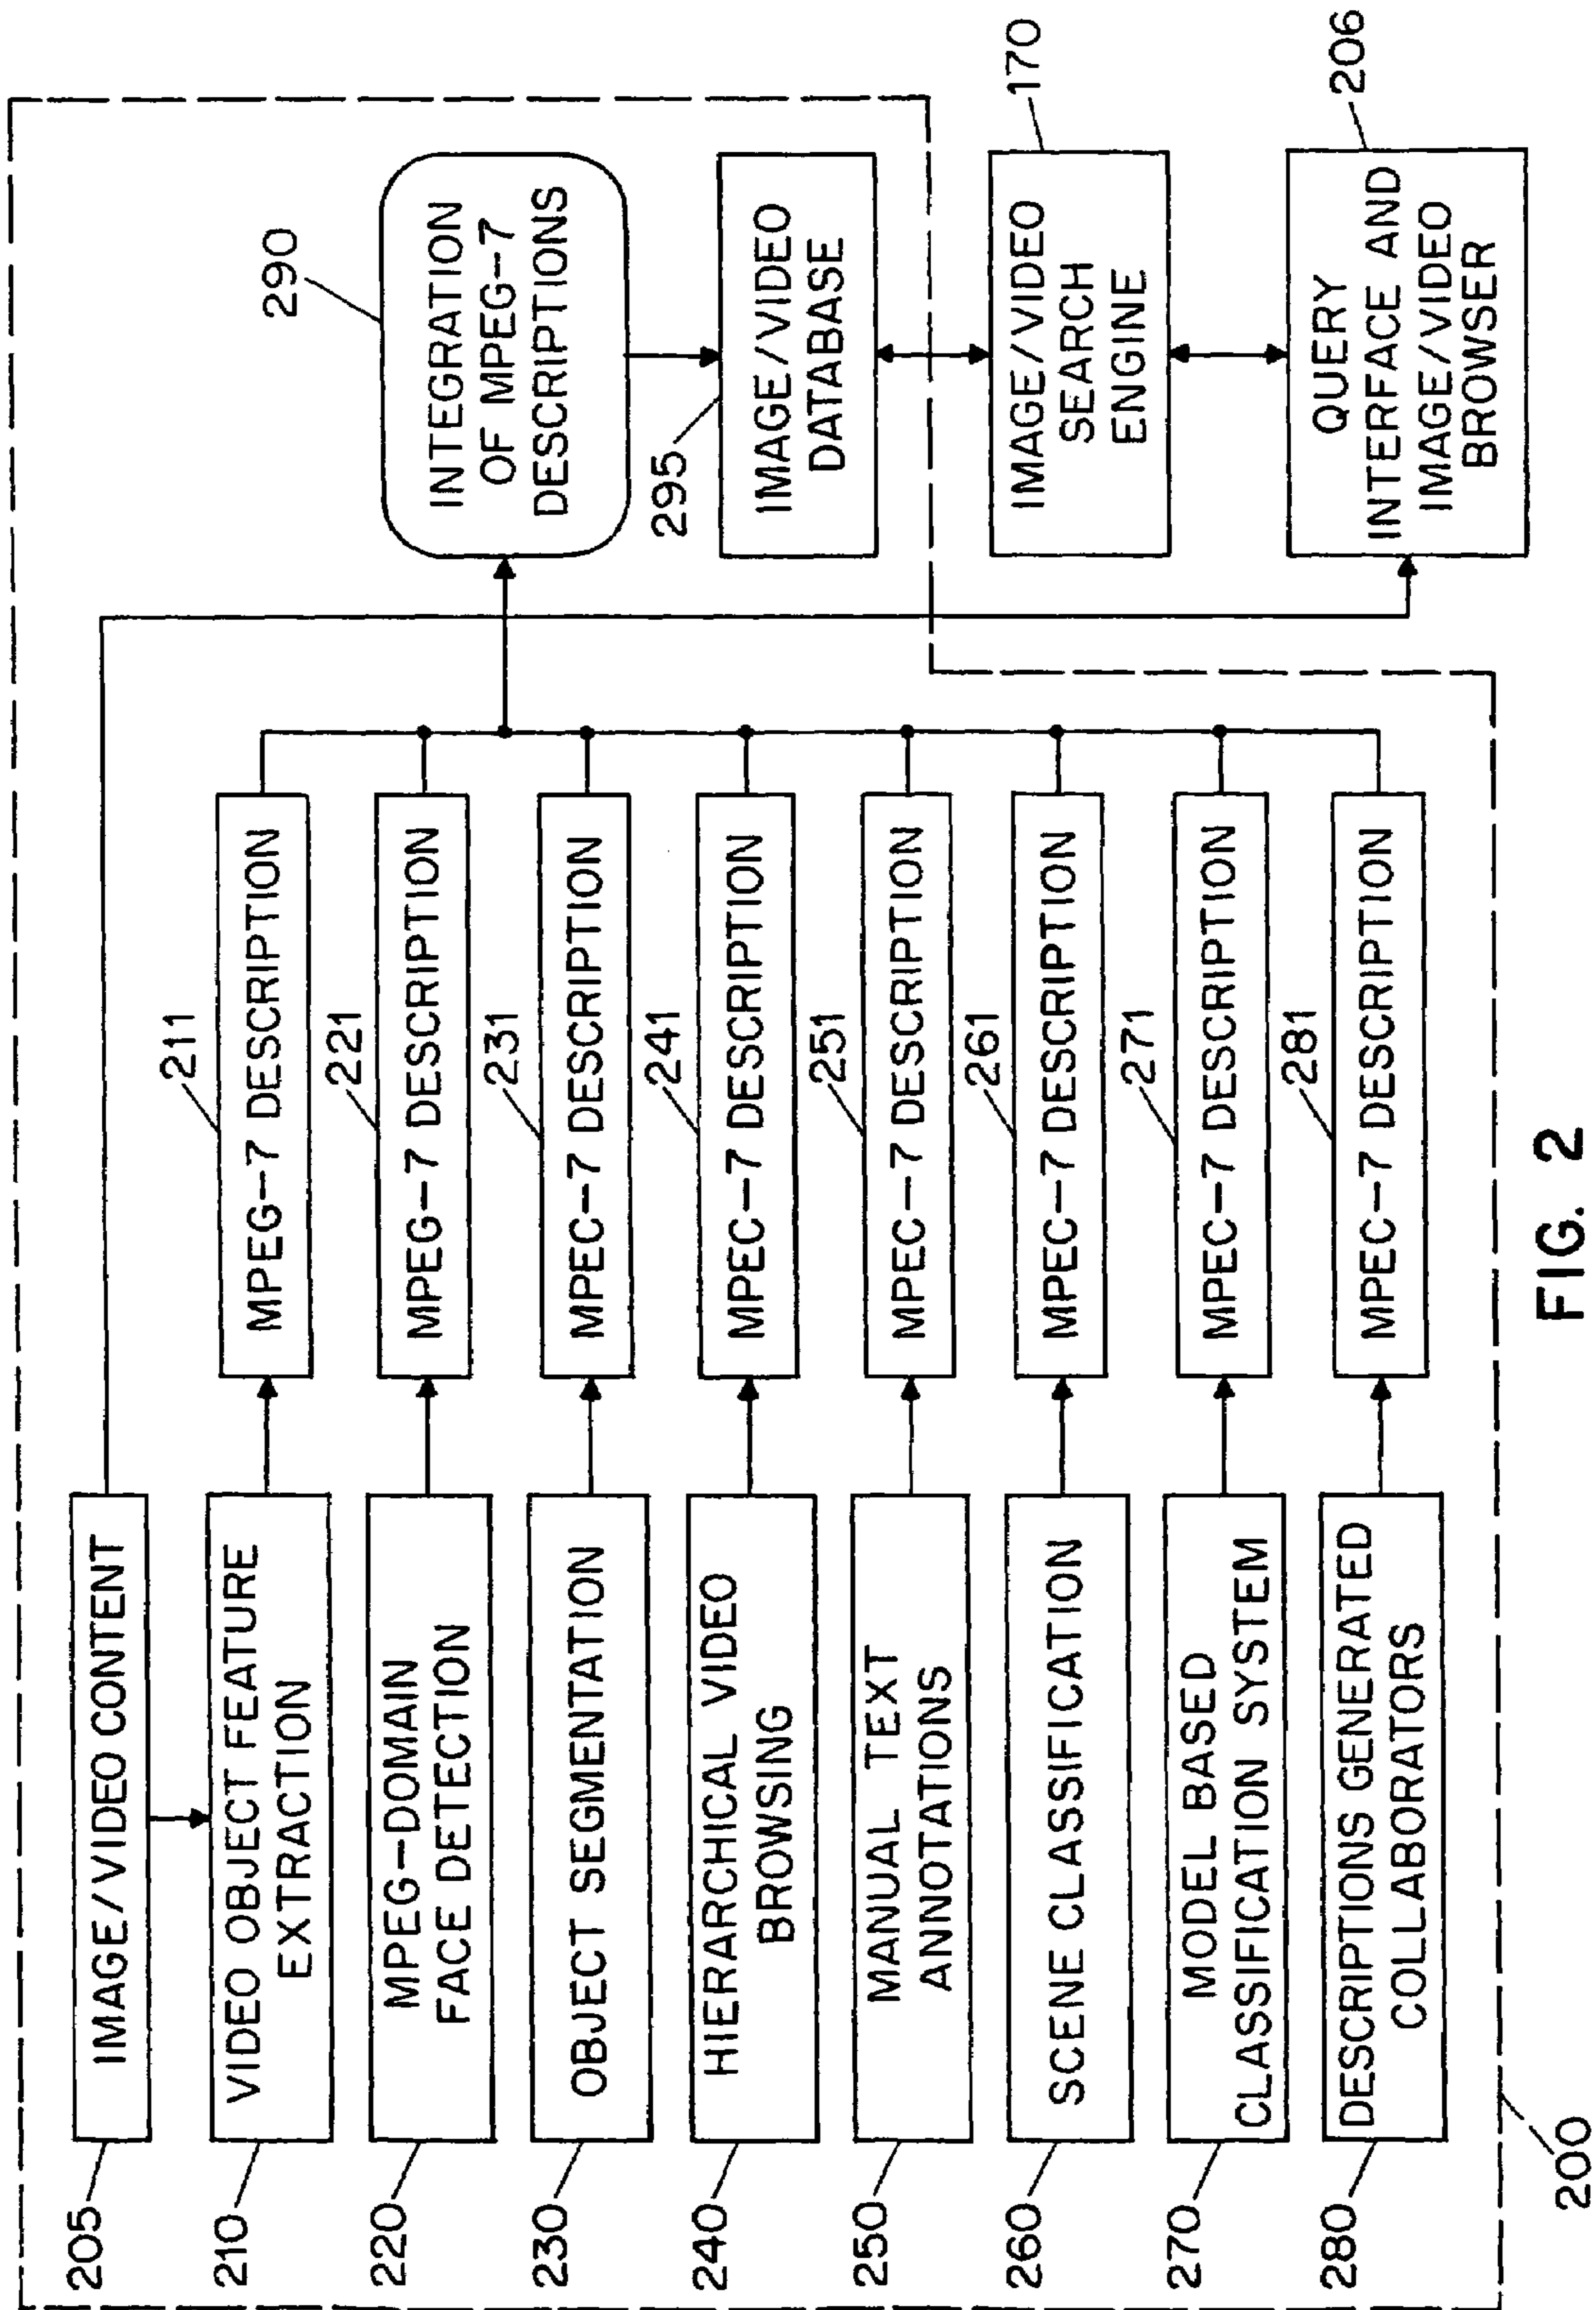 205
IMAGE/VIDEO CONTENT
210
VIDEO OBJECT FEATURE
EXTRACTION
211
MPEG-7 DESCRIPTION
220
MPEG-DOMAIN
FACE DETECTION
221
MPEG-7 DESCRIPTION
230
OBJECT SEGMENTATION
231
MPEC-7 DESCRIPTION
240
HIERARCHICAL VIDEO
BROWSING
241
MPEC-7 DESCRIPTION
250
MANUAL TEXT
ANNOTATIONS
251
MPEC-7 DESCRIPTION
260
SCENE CLASSIFICATION
261
MPEC-7 DESCRIPTION
270
MODEL BASED
CLASSIFICATION SYSTEM
271
MPEC-7 DESCRIPTION
280
DESCRIPTIONS GENERATED
COLLABORATORS
281
MPEC-7 DESCRIPTION
290
INTEGRATION
OF MPEG-7
DESCRIPTIONS
295
IMAGE/VIDEO
DATABASE
IMAGE/VIDEO
SEARCH
ENGINE
170
QUERY
INTERFACE AND
IMAGE/VIDEO
BROWSER
206
200
FIG. 2